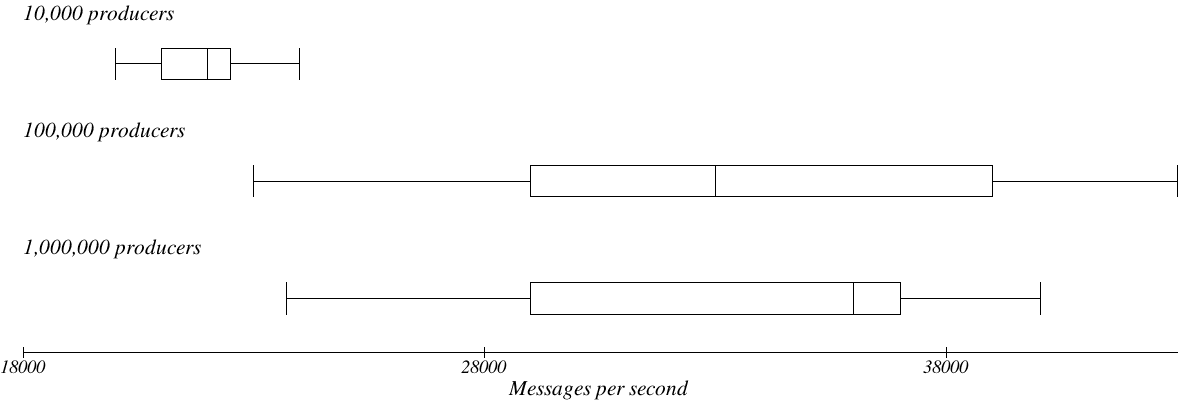 10,000 producers
100,000 producers
1,000,000 producers
18000 28000 38000
Messages per second